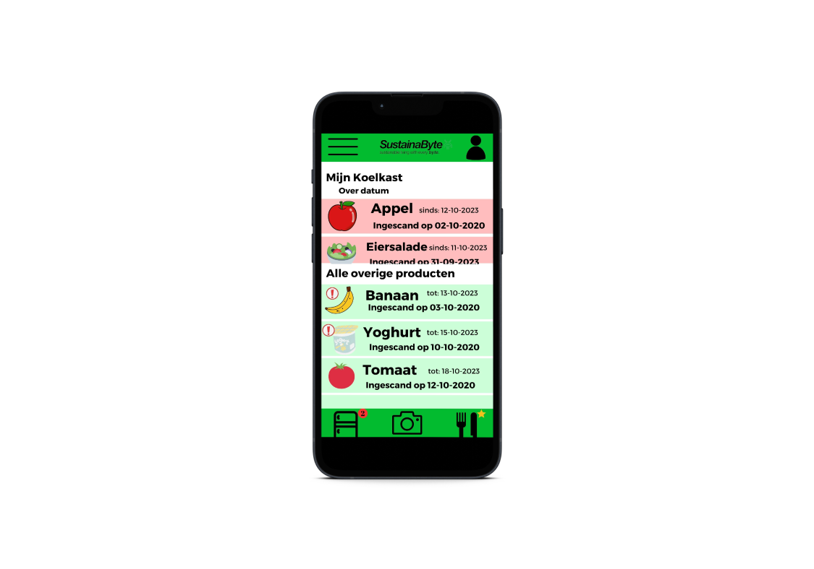 SustainaByte
Mijn Koelkast
Over datum
Appel sinds: 12-10-2023
Ingescand op 02-10-2020
Eiersalade sinds: 11-10-2023
Ingescand op 31-09-2023
Alle overige producten
Banaan tot: 13-10-2023
Ingescand op 03-10-2020
Yoghurt tot: 15-10-2023
Ingescand op 10-10-2020
Tomaat tot: 18-10-2023
Ingescand op 12-10-2020
2